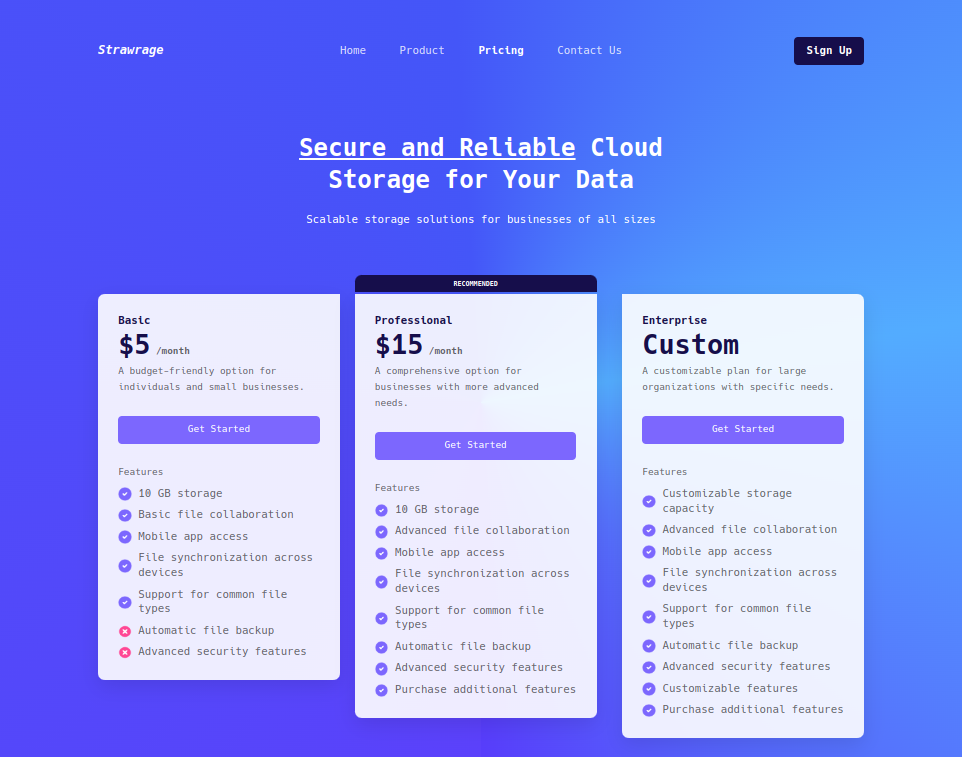 Strawrage
Home
Product
Pricing
Contact Us
Sign Up
Secure and Reliable Cloud
Storage for Your Data
Scalable storage solutions for businesses of all sizes
Basic
$5 /month
A budget-friendly option for
individuals and small businesses.
Get Started
Features
10 GB storage
Basic file collaboration
Mobile app access
File synchronization across
devices
Support for common file
types
Automatic file backup
Advanced security features
RECOMMENDED
Professional
$15 /month
A comprehensive option for
businesses with more advanced
needs.
Get Started
Features
10 GB storage
Advanced file collaboration
Mobile app access
File synchronization across
devices
Support for common file
types
Automatic file backup
Advanced security features
Purchase additional features
Enterprise
Custom
A customizable plan for large
organizations with specific needs.
Get Started
Features
Customizable storage
capacity
Advanced file collaboration
Mobile app access
File synchronization across
devices
Support for common file
types
Automatic file backup
Advanced security features
Customizable features
Purchase additional features